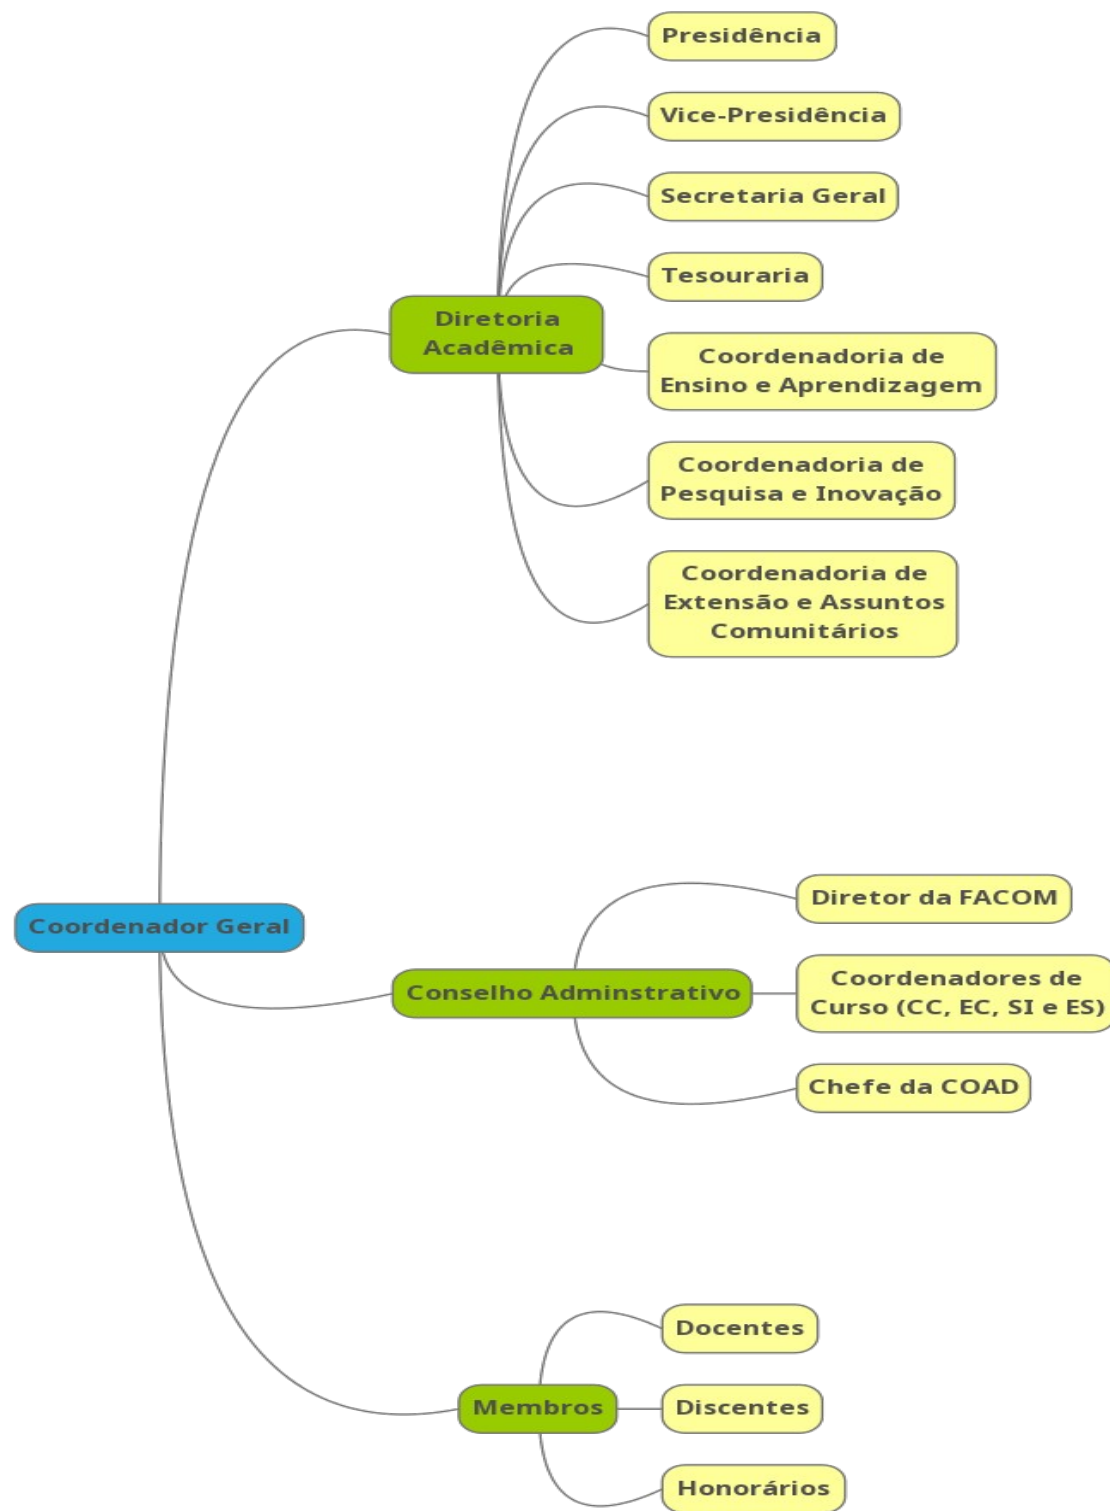 Presidência
Vice-Presidência
Secretaria Geral
Tesouraria
Diretoria
Acadêmica
Coordenadoria de
Ensino e Aprendizagem
Coordenadoria de
Pesquisa e Inovação
Coordenadoria de
Extensão e Assuntos
Comunitários
Coordenador Geral
Conselho Adminstrativo
Diretor da FACOM
Coordenadores de
Curso (CC, EC, SI e ES)
Chefe da COAD
Membros
Docentes
Discentes
Honorários